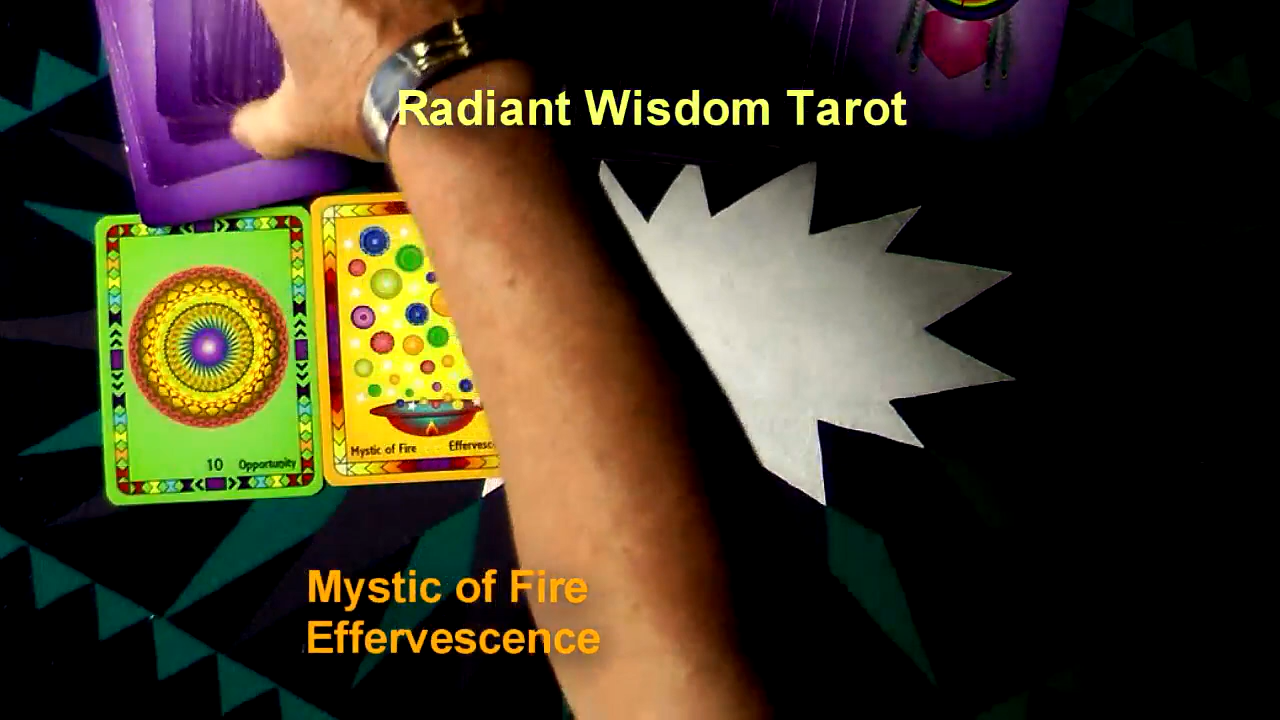 Radiant Wisdom Tarot
10 Opportunity
Mystic of Fire
Mystic of Fire
Effervescence